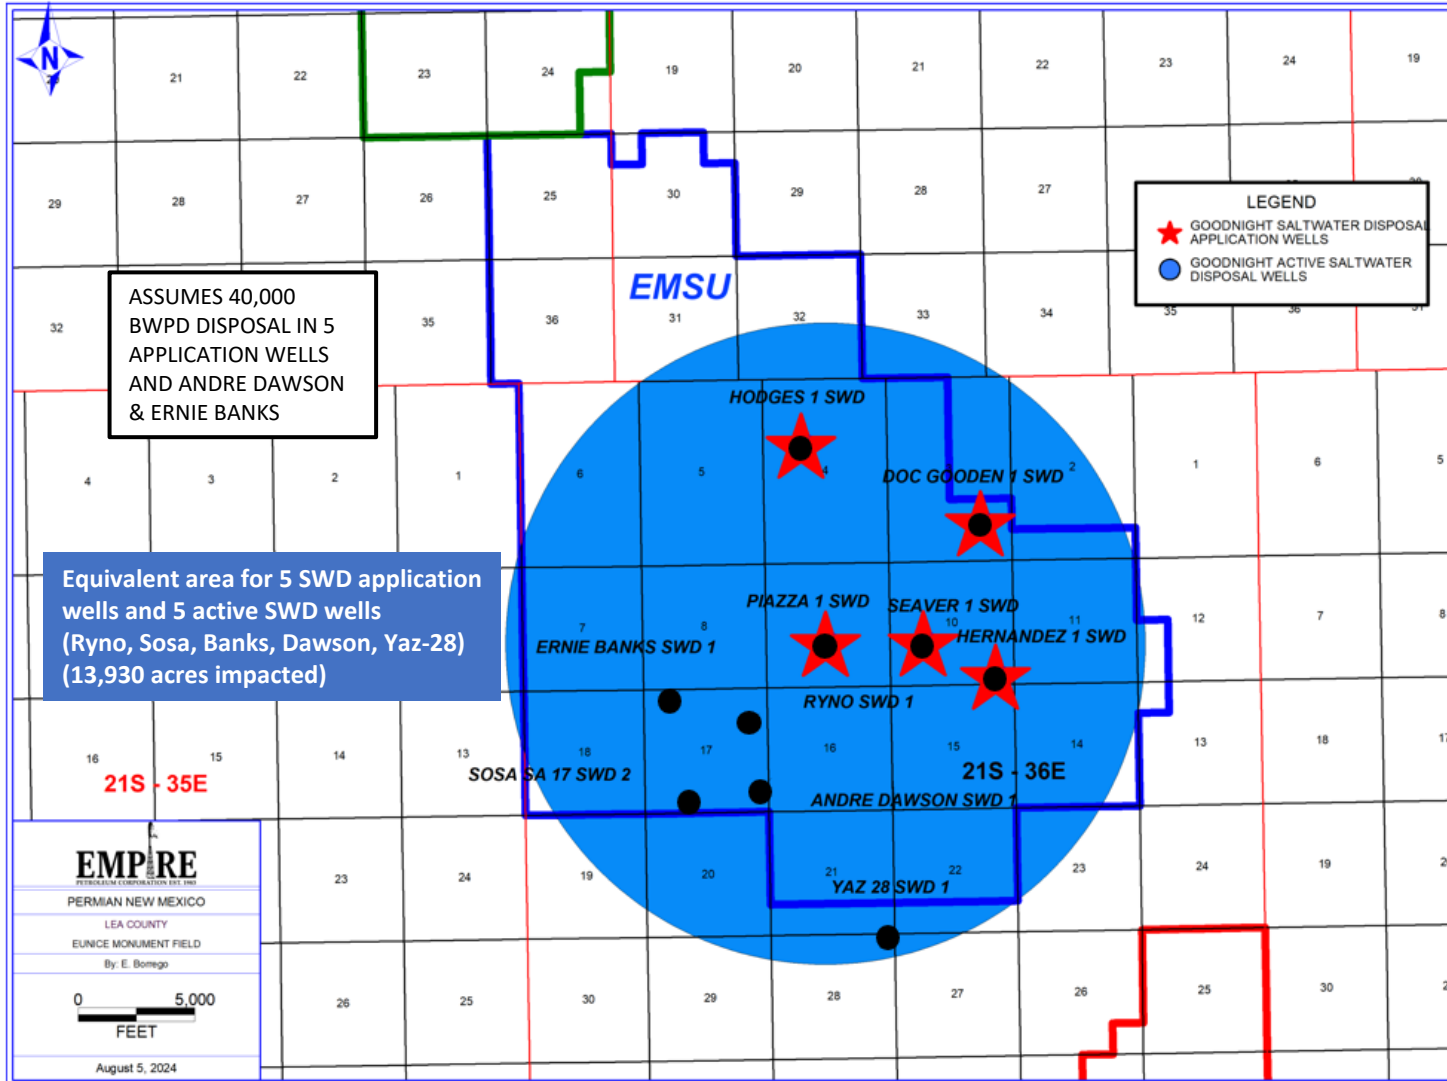 N
20 21 22 23 24 19 20 21 22 23 24 19
29 28 27 26 25 30 29 28 27
LEGEND
GOODNIGHT SALTWATER DISPOSAL
APPLICATION WELLS
GOODNIGHT ACTIVE SALTWATER
DISPOSAL WELLS
EMSU
ASSUMES 40,000
BWPD DISPOSAL IN 5
APPLICATION WELLS
AND ANDRE DAWSON
& ERNIE BANKS
32 35 36 31 32 33 34 35 36 31
HODGES 1 SWD
DOC GOODEN 1 SWD
4 3 2 1 6 5 4 2 1 6 5
Equivalent area for 5 SWD application
wells and 5 active SWD wells
(Ryno, Sosa, Banks, Dawson, Yaz-28)
(13,930 acres impacted)
PIAZZA 1 SWD
SEAVER 1 SWD
HERNANDEZ 1 SWD
ERNIE BANKS SWD 1
7 8 10 11 12 7 8
RYNO SWD 1
16 15 14 13 18 17 16 15 14 13 18 17
21S - 35E
SOSA SA 17 SWD 2
21S - 36E
ANDRE DAWSON SWD 1
23 24 19 20 21 22 23 24 19
YAZ 28 SWD 1
26 25 30 29 28 27 26 25 30
EMPIRE
PETROLEUM CORPORATION EST. 1983
PERMIAN NEW MEXICO
LEA COUNTY
EUNICE MONUMENT FIELD
By: E. Borrego
0 5,000
FEET
August 5, 2024